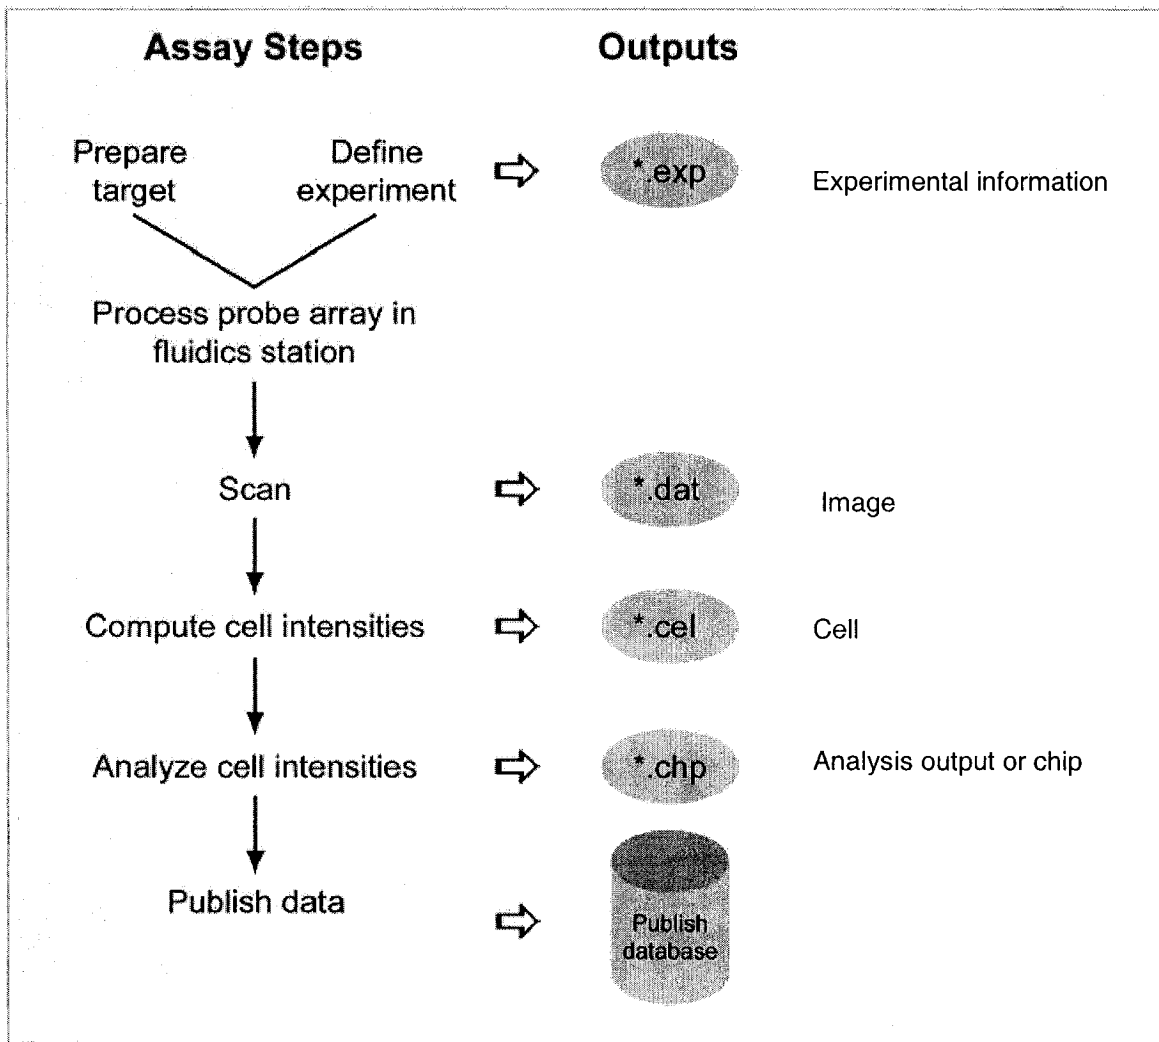 Assay Steps
Outputs
Prepare
target
Define
experiment
*.exp
Experimental information
Process probe array in
fluidics station
Scan
*.dat
Image
Compute cell intensities
*.cel
Cell
Analyze cell intensities
*.chp
Analysis output or chip
Publish data
Publish
database